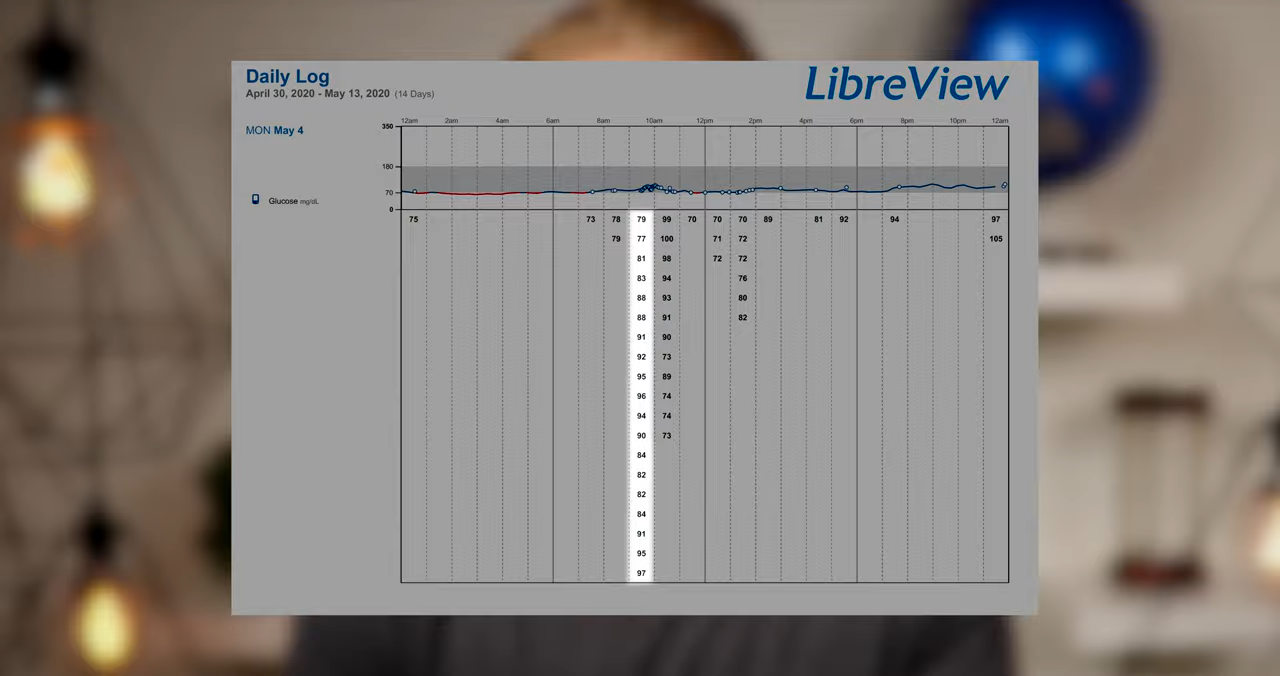 Daily Log
LibreView
April 30, 2020 - May 13, 2020 (14 Days)
MON May 4
12am 2am 4am 6am 8am 10am 12pm 2pm 4pm 6pm 8pm 10pm 12am
350
180
70
0
Glucose mg/dL
75 73 78 79 99 70 70 70 89 81 92 94 97
79 77 100 71 72 105
81 98 72 72
83 94 76
88 93 80
88 91 82
91 90
92 73
95 89
96 74
94 74
90 73
84
82
82
84
91
95
97